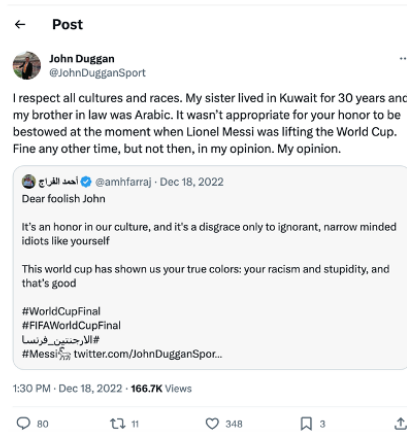 Post
John Duggan
@JohnDugganSport
I respect all cultures and races. My sister lived in Kuwait for 30 years and
my brother in law was Arabic. It wasn't appropriate for your honor to be
bestowed at the moment when Lionel Messi was lifting the World Cup.
Fine any other time, but not then, in my opinion. My opinion.
أحمد الفراج @amhfarraj · Dec 18, 2022
Dear foolish John
It's an honor in our culture, and it's a disgrace only to ignorant, narrow minded
idiots like yourself
This world cup has shown us your true colors: your racism and stupidity, and
that's good
#WorldCupFinal
#FIFAWorldCupFinal
#الارجنتين_فرنسا
#Messi🐐 twitter.com/JohnDugganSpor...
1:30 PM · Dec 18, 2022 · 166.7K Views
80 11 348 3